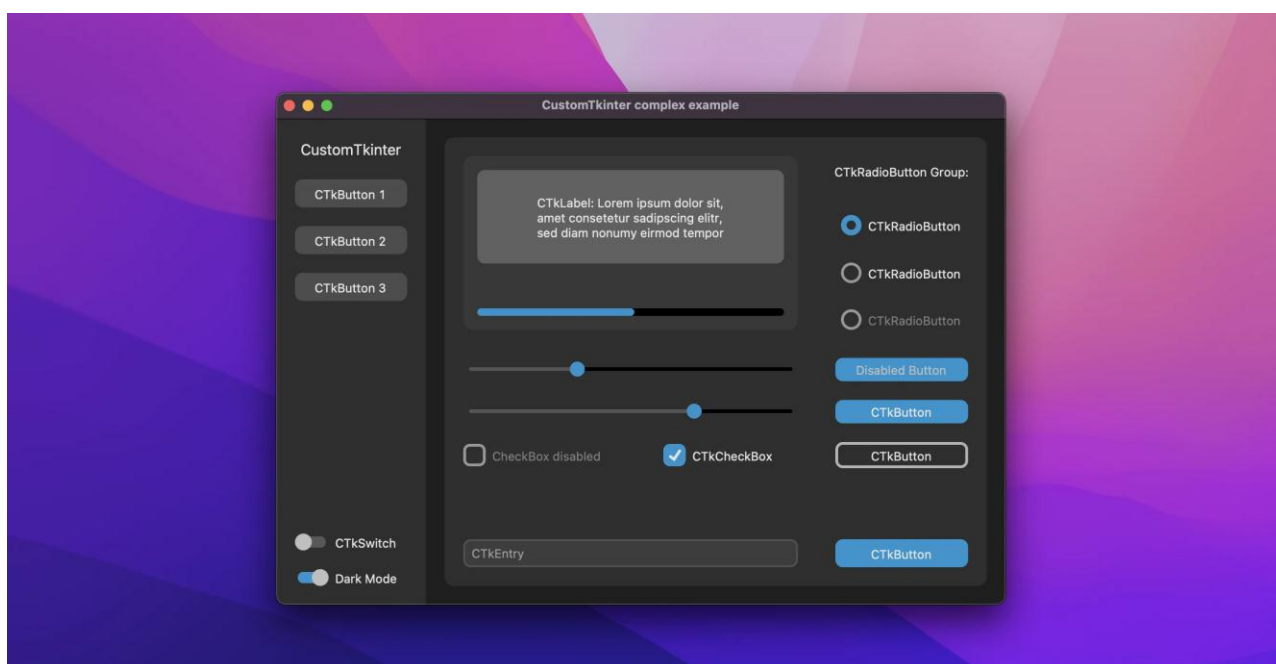 CustomTkinter complex example
CustomTkinter
CTkButton 1
CTkButton 2
CTkButton 3
CTkSwitch
Dark Mode
CTkLabel: Lorem ipsum dolor sit,
amet consetetur sadipscing elitr,
sed diam nonumy eirmod tempor
CheckBox disabled
CTkCheckBox
CTkEntry
CTkRadioButton Group:
CTkRadioButton
CTkRadioButton
CTkRadioButton
Disabled Button
CTkButton
CTkButton
CTkButton